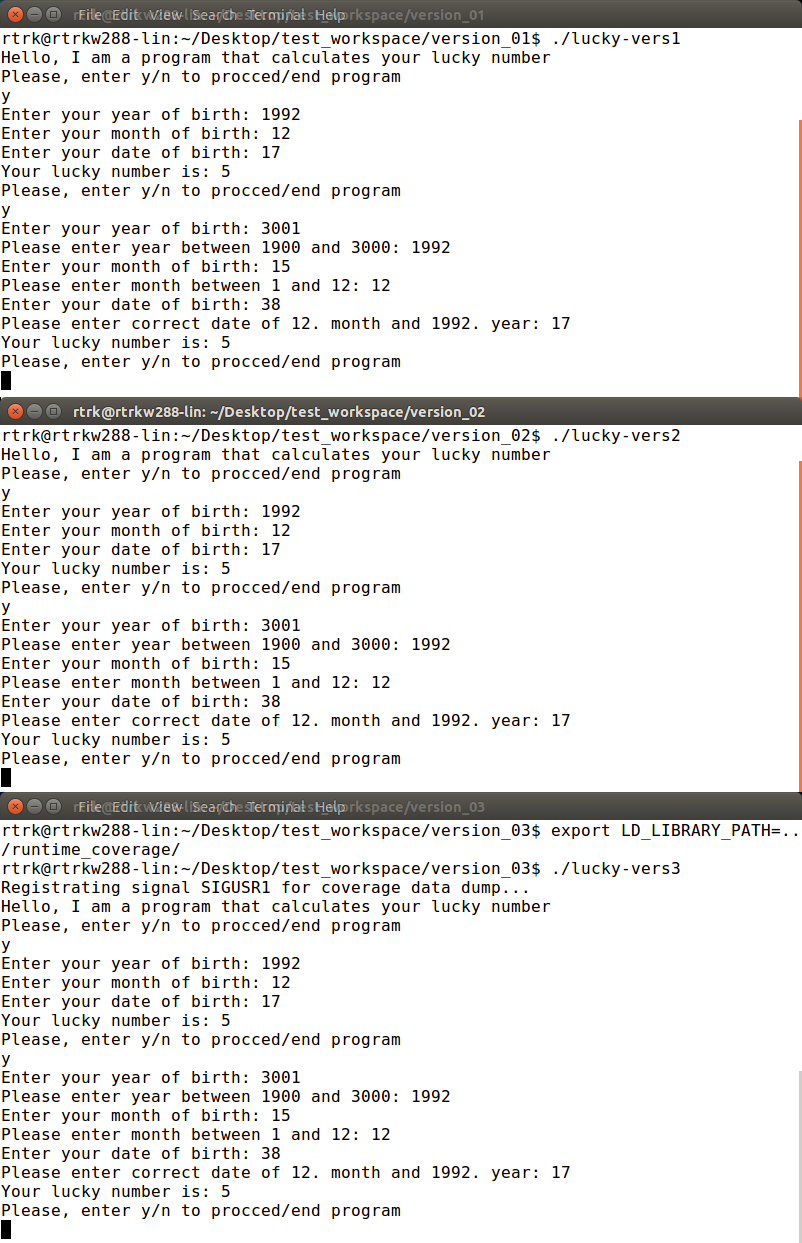 File Edit View Search Terminal Help
rtrk@rtrkw288-lin:~/Desktop/test_workspace/version_01$ ./lucky-vers1
Hello, I am a program that calculates your lucky number
Please, enter y/n to procced/end program
y
Enter your year of birth: 1992
Enter your month of birth: 12
Enter your date of birth: 17
Your lucky number is: 5
Please, enter y/n to procced/end program
y
Enter your year of birth: 3001
Please enter year between 1900 and 3000: 1992
Enter your month of birth: 15
Please enter month between 1 and 12: 12
Enter your date of birth: 38
Please enter correct date of 12. month and 1992. year: 17
Your lucky number is: 5
Please, enter y/n to procced/end program
rtrk@rtrkw288-lin: ~/Desktop/test_workspace/version_02
rtrk@rtrkw288-lin:~/Desktop/test_workspace/version_02$ ./lucky-vers2
Hello, I am a program that calculates your lucky number
Please, enter y/n to procced/end program
y
Enter your year of birth: 1992
Enter your month of birth: 12
Enter your date of birth: 17
Your lucky number is: 5
Please, enter y/n to procced/end program
y
Enter your year of birth: 3001
Please enter year between 1900 and 3000: 1992
Enter your month of birth: 15
Please enter month between 1 and 12: 12
Enter your date of birth: 38
Please enter correct date of 12. month and 1992. year: 17
Your lucky number is: 5
Please, enter y/n to procced/end program
File Edit View Search Terminal Help
rtrk@rtrkw288-lin:~/Desktop/test_workspace/version_03$ export LD_LIBRARY_PATH=..
/runtime_coverage/
rtrk@rtrkw288-lin:~/Desktop/test_workspace/version_03$ ./lucky-vers3
Registrating signal SIGUSR1 for coverage data dump...
Hello, I am a program that calculates your lucky number
Please, enter y/n to procced/end program
y
Enter your year of birth: 1992
Enter your month of birth: 12
Enter your date of birth: 17
Your lucky number is: 5
Please, enter y/n to procced/end program
y
Enter your year of birth: 3001
Please enter year between 1900 and 3000: 1992
Enter your month of birth: 15
Please enter month between 1 and 12: 12
Enter your date of birth: 38
Please enter correct date of 12. month and 1992. year: 17
Your lucky number is: 5
Please, enter y/n to procced/end program